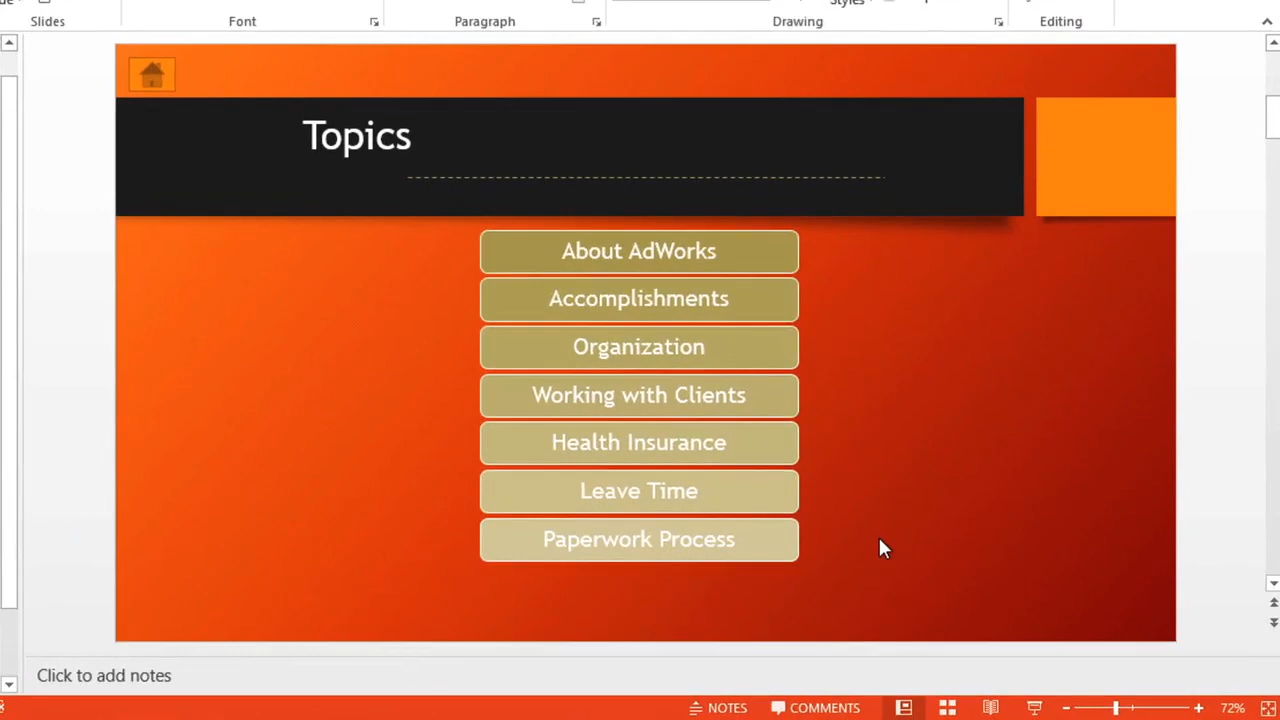 Slides Font Paragraph Drawing Editing
Topics
About AdWorks
Accomplishments
Organization
Working with Clients
Health Insurance
Leave Time
Paperwork Process
Click to add notes
NOTES COMMENTS 72%